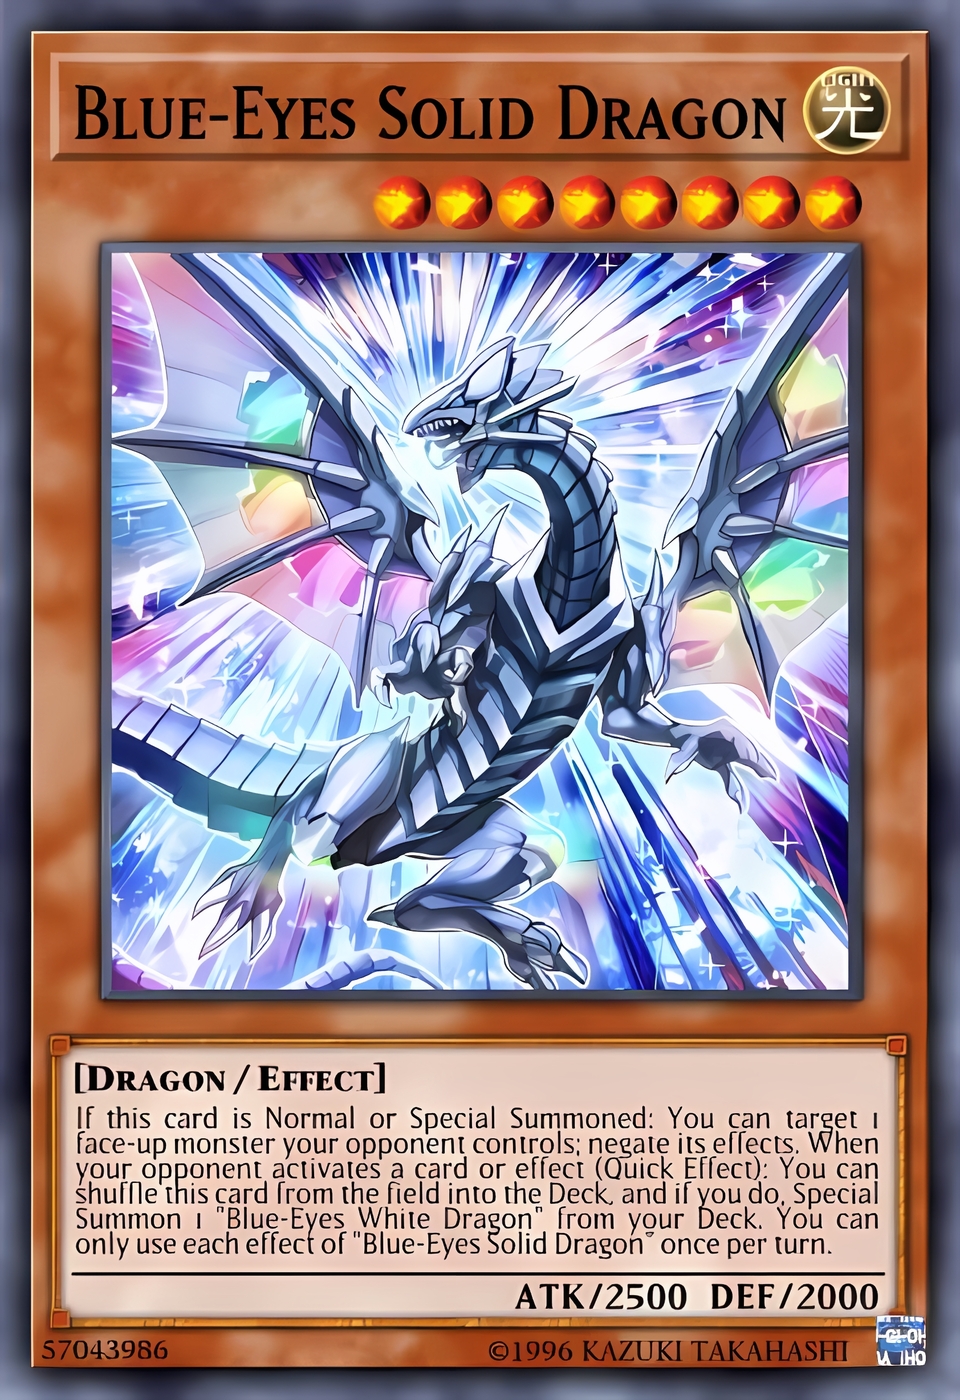 Blue-Eyes Solid Dragon
光
[Dragon / Effect]
If this card is Normal or Special Summoned: You can target 1
face-up monster your opponent controls; negate its effects. When
your opponent activates a card or effect (Quick Effect): You can
shuffle this card from the field into the Deck, and if you do, Special
Summon 1 "Blue-Eyes White Dragon" from your Deck. You can
only use each effect of "Blue-Eyes Solid Dragon" once per turn.
ATK/2500 DEF/2000
57043986
©1996 KAZUKI TAKAHASHI